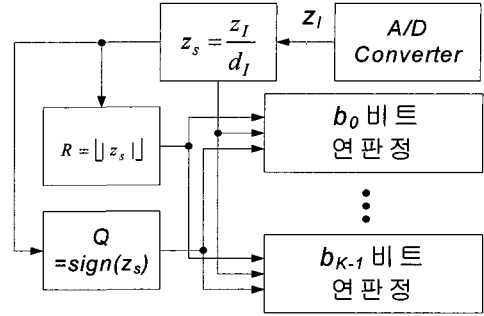 z_s = z_I / d_I
z_I
A/D
Converter
R = ⌊| z_s |⌋
b_0 비트
연판정
Q
=sign(z_s)
b_{K-1} 비트
연판정